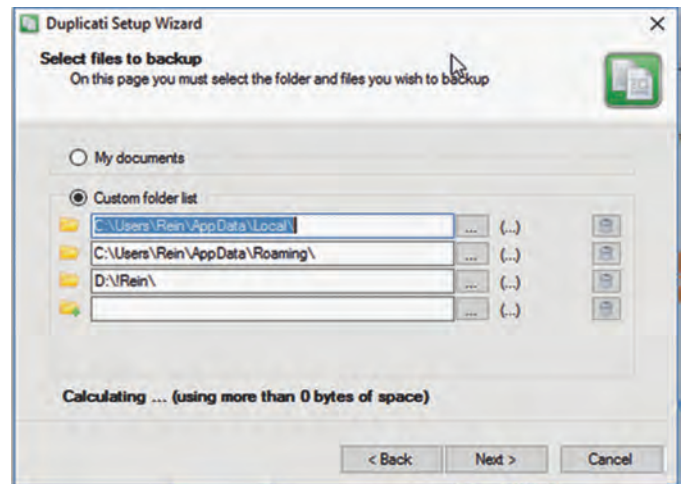 Duplicati Setup Wizard
Select files to backup
On this page you must select the folder and files you wish to backup
My documents
Custom folder list
C:\Users\Rein\AppData\Local\ ... (...)
C:\Users\Rein\AppData\Roaming\ ... (...)
D:\!Rein\ ... (...)
... (...)
Calculating ... (using more than 0 bytes of space)
< Back Next > Cancel